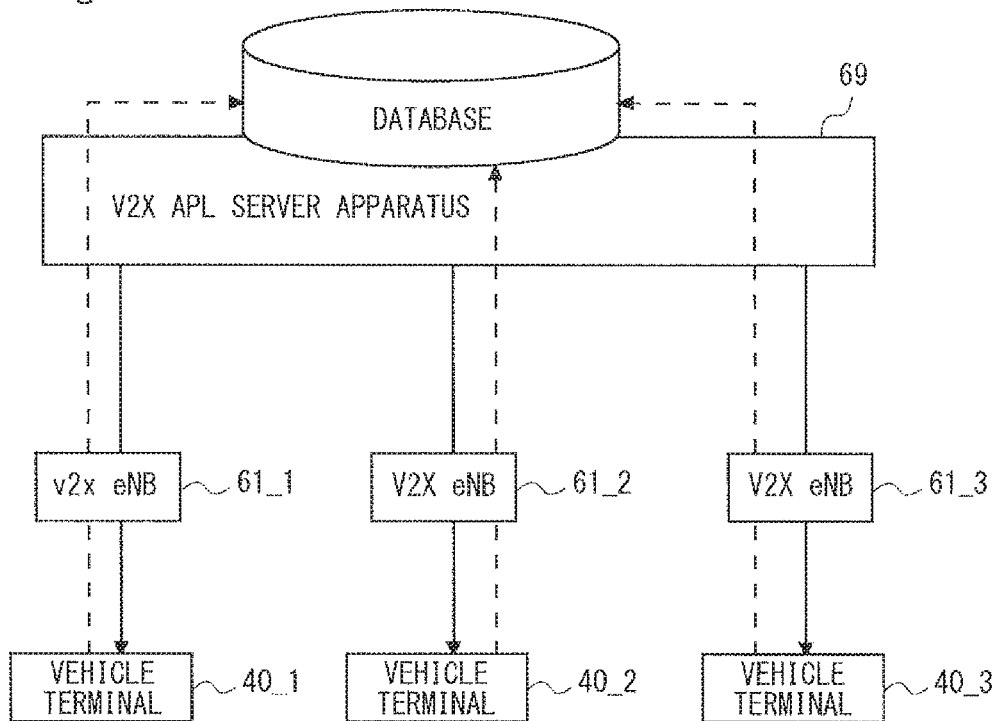 69
DATABASE
V2X APL SERVER APPARATUS
v2x eNB
61_1
V2X eNB
61_2
V2X eNB
61_3
VEHICLE
TERMINAL
40_1
VEHICLE
TERMINAL
40_2
VEHICLE
TERMINAL
40_3